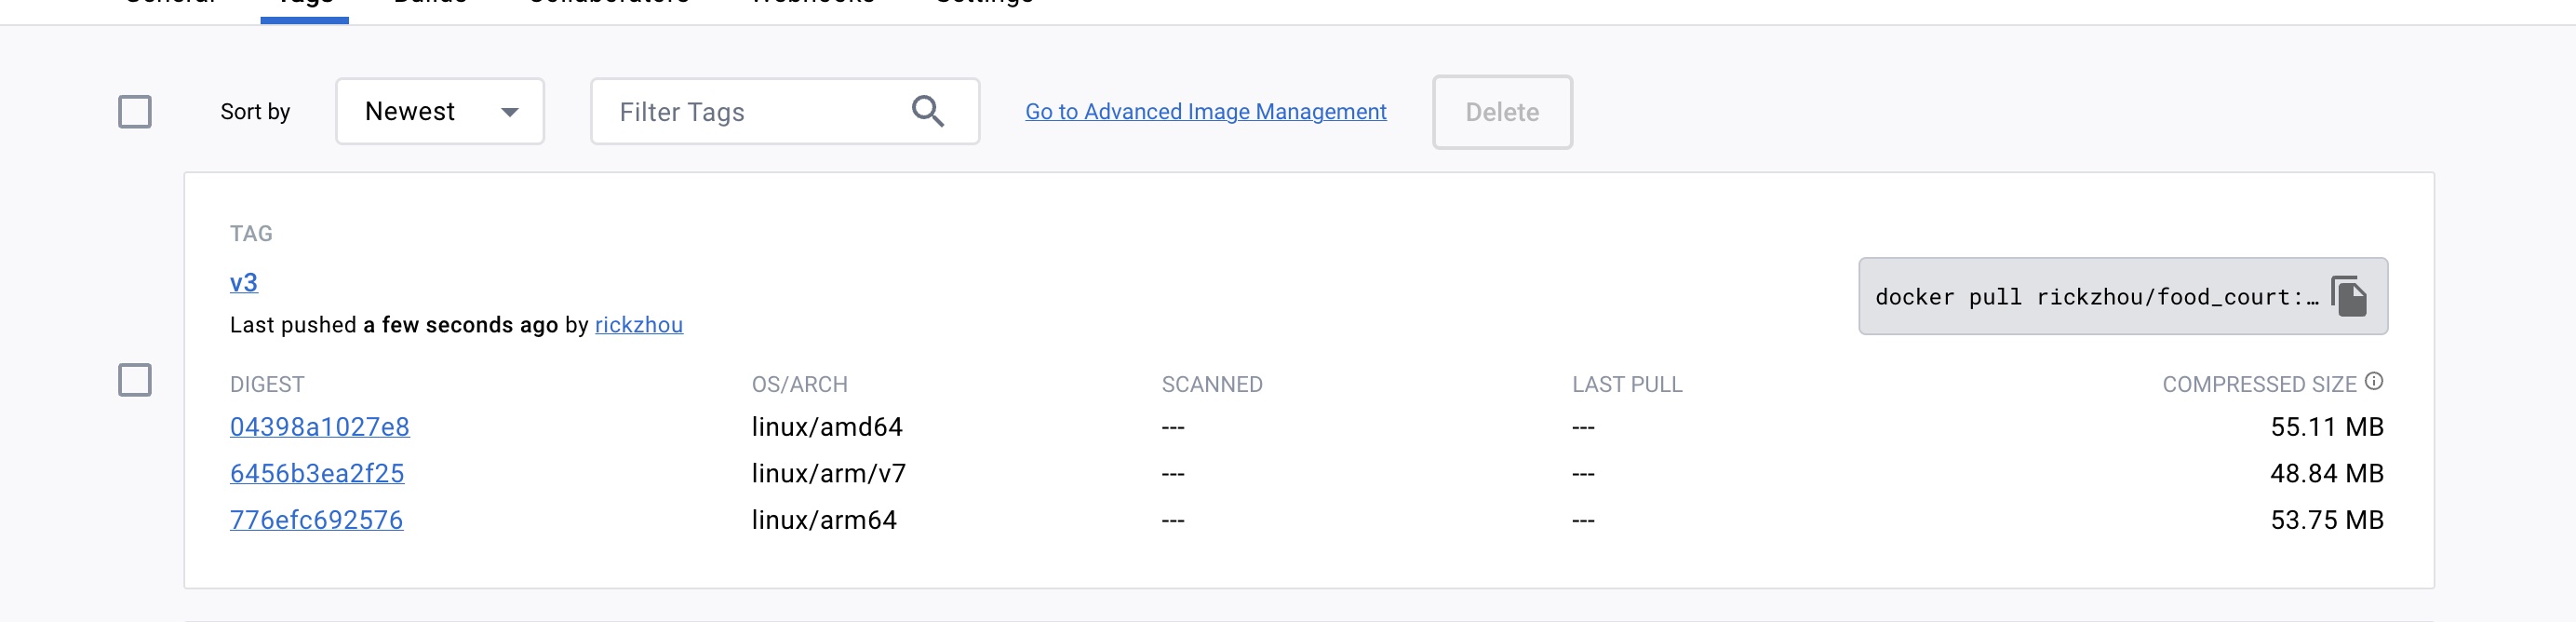 General Tags Builds Collaborators Webhooks Settings
Sort by Newest Filter Tags Go to Advanced Image Management Delete
TAG
v3
docker pull rickzhou/food_court:…
Last pushed a few seconds ago by rickzhou
DIGEST OS/ARCH SCANNED LAST PULL COMPRESSED SIZE
04398a1027e8 linux/amd64 --- --- 55.11 MB
6456b3ea2f25 linux/arm/v7 --- --- 48.84 MB
776efc692576 linux/arm64 --- --- 53.75 MB